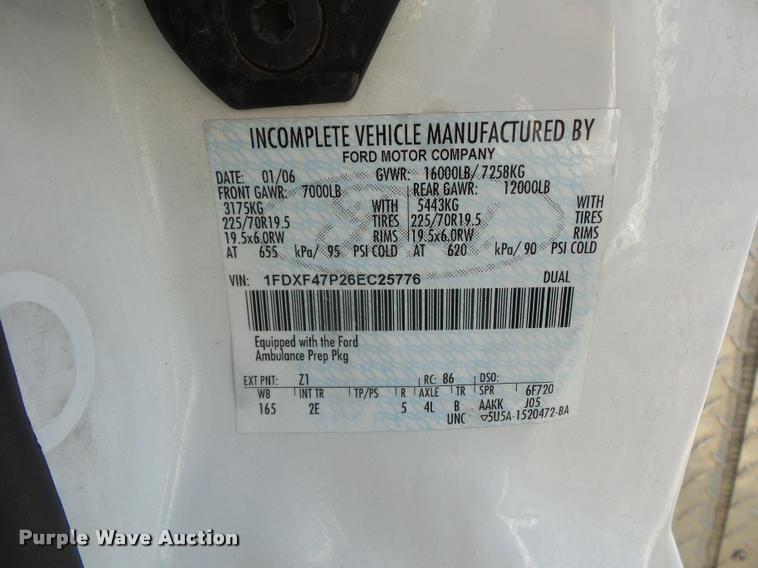 INCOMPLETE VEHICLE MANUFACTURED BY
FORD MOTOR COMPANY
DATE: 01/06 GVWR: 16000LB/ 7258KG
FRONT GAWR: 7000LB REAR GAWR: 12000LB
3175KG WITH 5443KG WITH
225/70R19.5 TIRES 225/70R19.5 TIRES
19.5x6.0RW RIMS 19.5x6.0RW RIMS
AT 655 kPa/ 95 PSI COLD AT 620 kPa/ 90 PSI COLD
VIN: 1FDXF47P26EC25776 DUAL
Equipped with the Ford
Ambulance Prep Pkg
EXT PNT: Z1 RC: 86 DSO:
WB INT TR TP/PS R AXLE TR SPR 6F720
165 2E 5 4L B AAKK J05
UNC 5U5A-1520472-BA
Purple Wave Auction